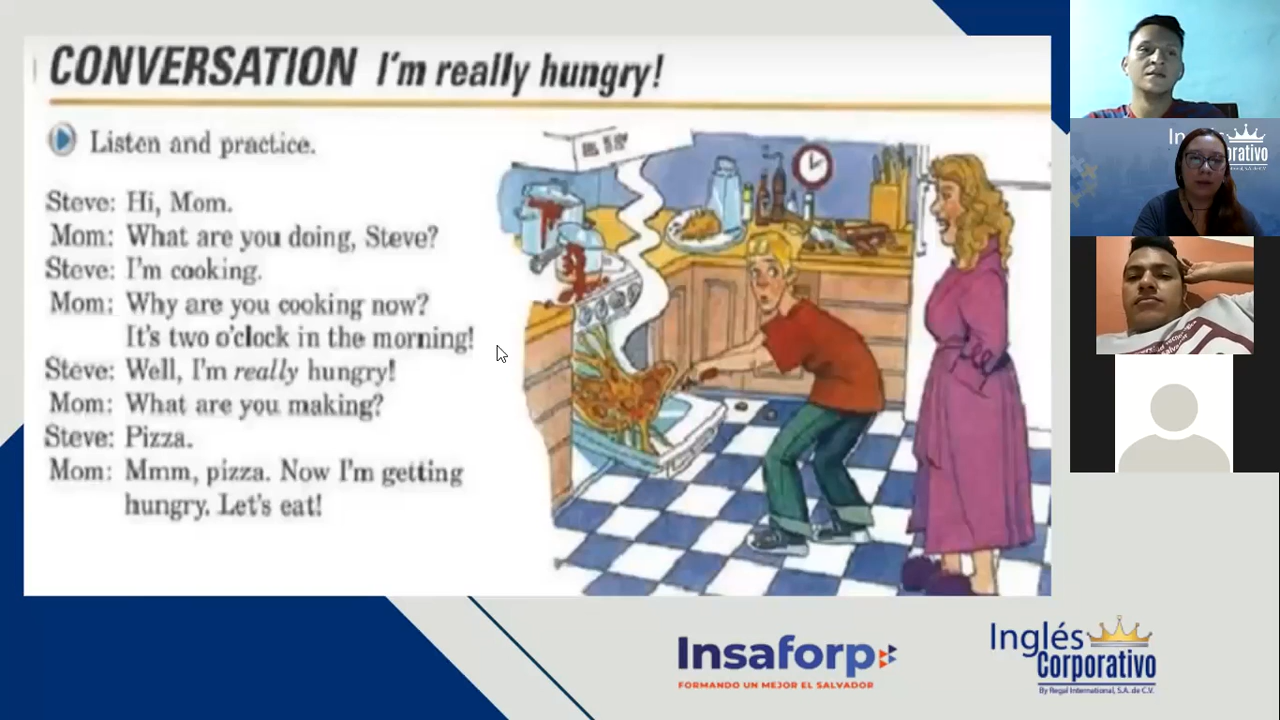 CONVERSATION I'm really hungry!
Listen and practice.
Steve: Hi, Mom.
Mom: What are you doing, Steve?
Steve: I'm cooking.
Mom: Why are you cooking now?
It's two o'clock in the morning!
Steve: Well, I'm really hungry!
Mom: What are you making?
Steve: Pizza.
Mom: Mmm, pizza. Now I'm getting
hungry. Let's eat!
Insaforp
FORMANDO UN MEJOR EL SALVADOR
Inglés
Corporativo
By Regal International, S.A. de C.V.